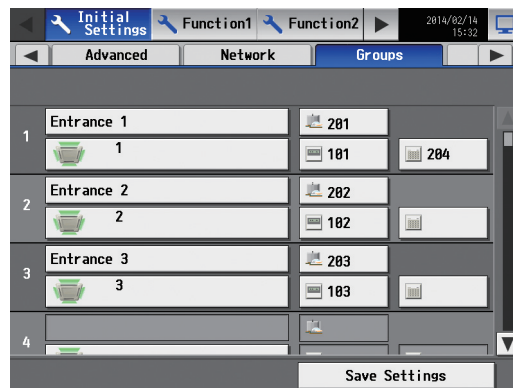 Initial Settings
Function1
Function2
2014/02/14
15:32
Advanced
Network
Groups
1
Entrance 1
201
1
101
204
2
Entrance 2
202
2
102
3
Entrance 3
203
3
103
4
Save Settings